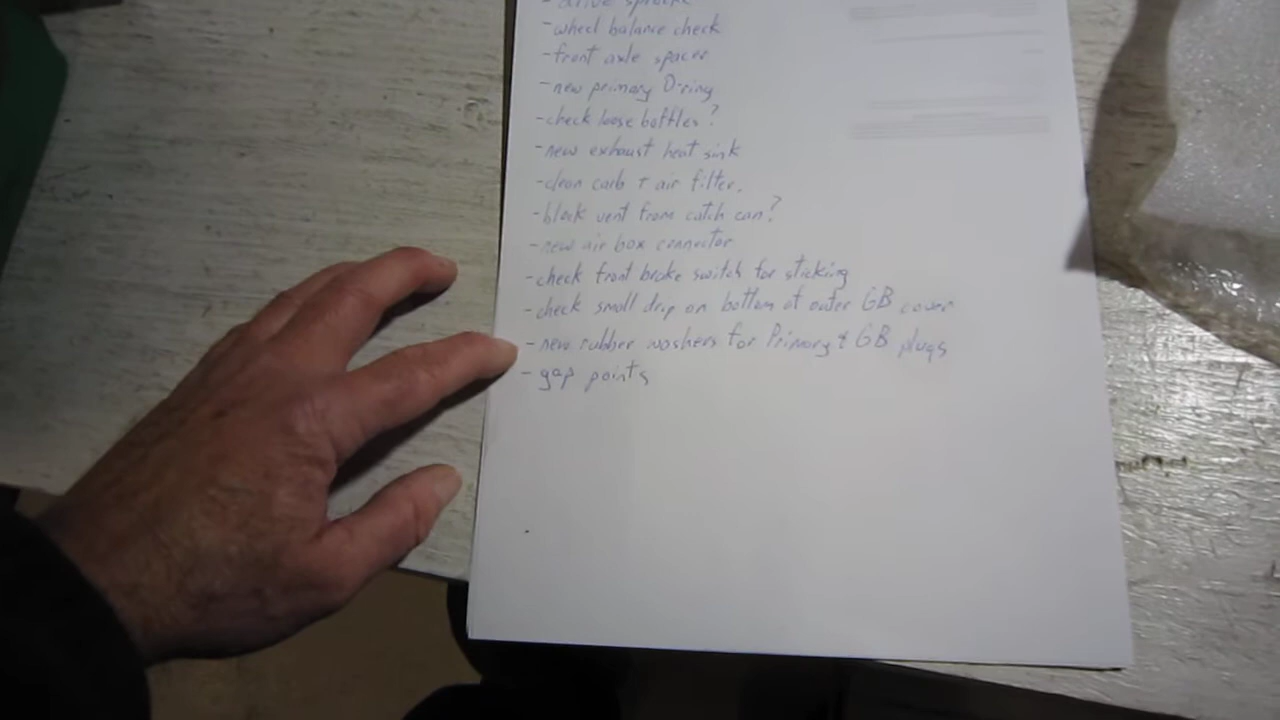 - drive sprocket
- wheel balance check
- front axle spacer
- new primary O-ring
- check loose baffles?
- new exhaust heat sink
- clean carb + air filter.
- block vent from catch can?
- new air box connector
- check front brake switch for sticking
- check small drip on bottom of outer GB cover
- new rubber washers for Primary & GB plugs
- gap points